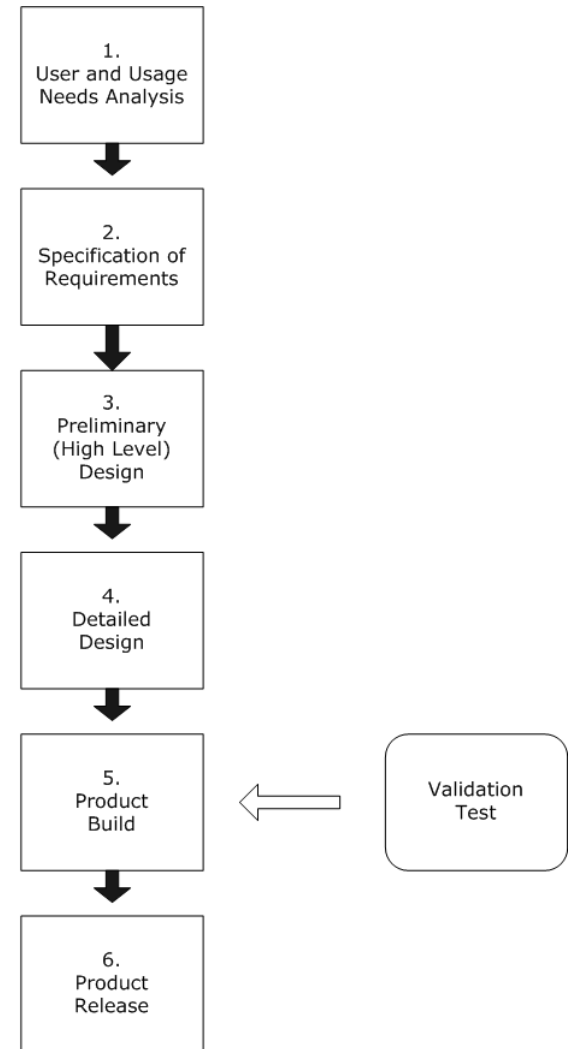 1.
User and Usage
Needs Analysis
2.
Specification of
Requirements
3.
Preliminary
(High Level)
Design
4.
Detailed
Design
5.
Product
Build
Validation
Test
6.
Product
Release